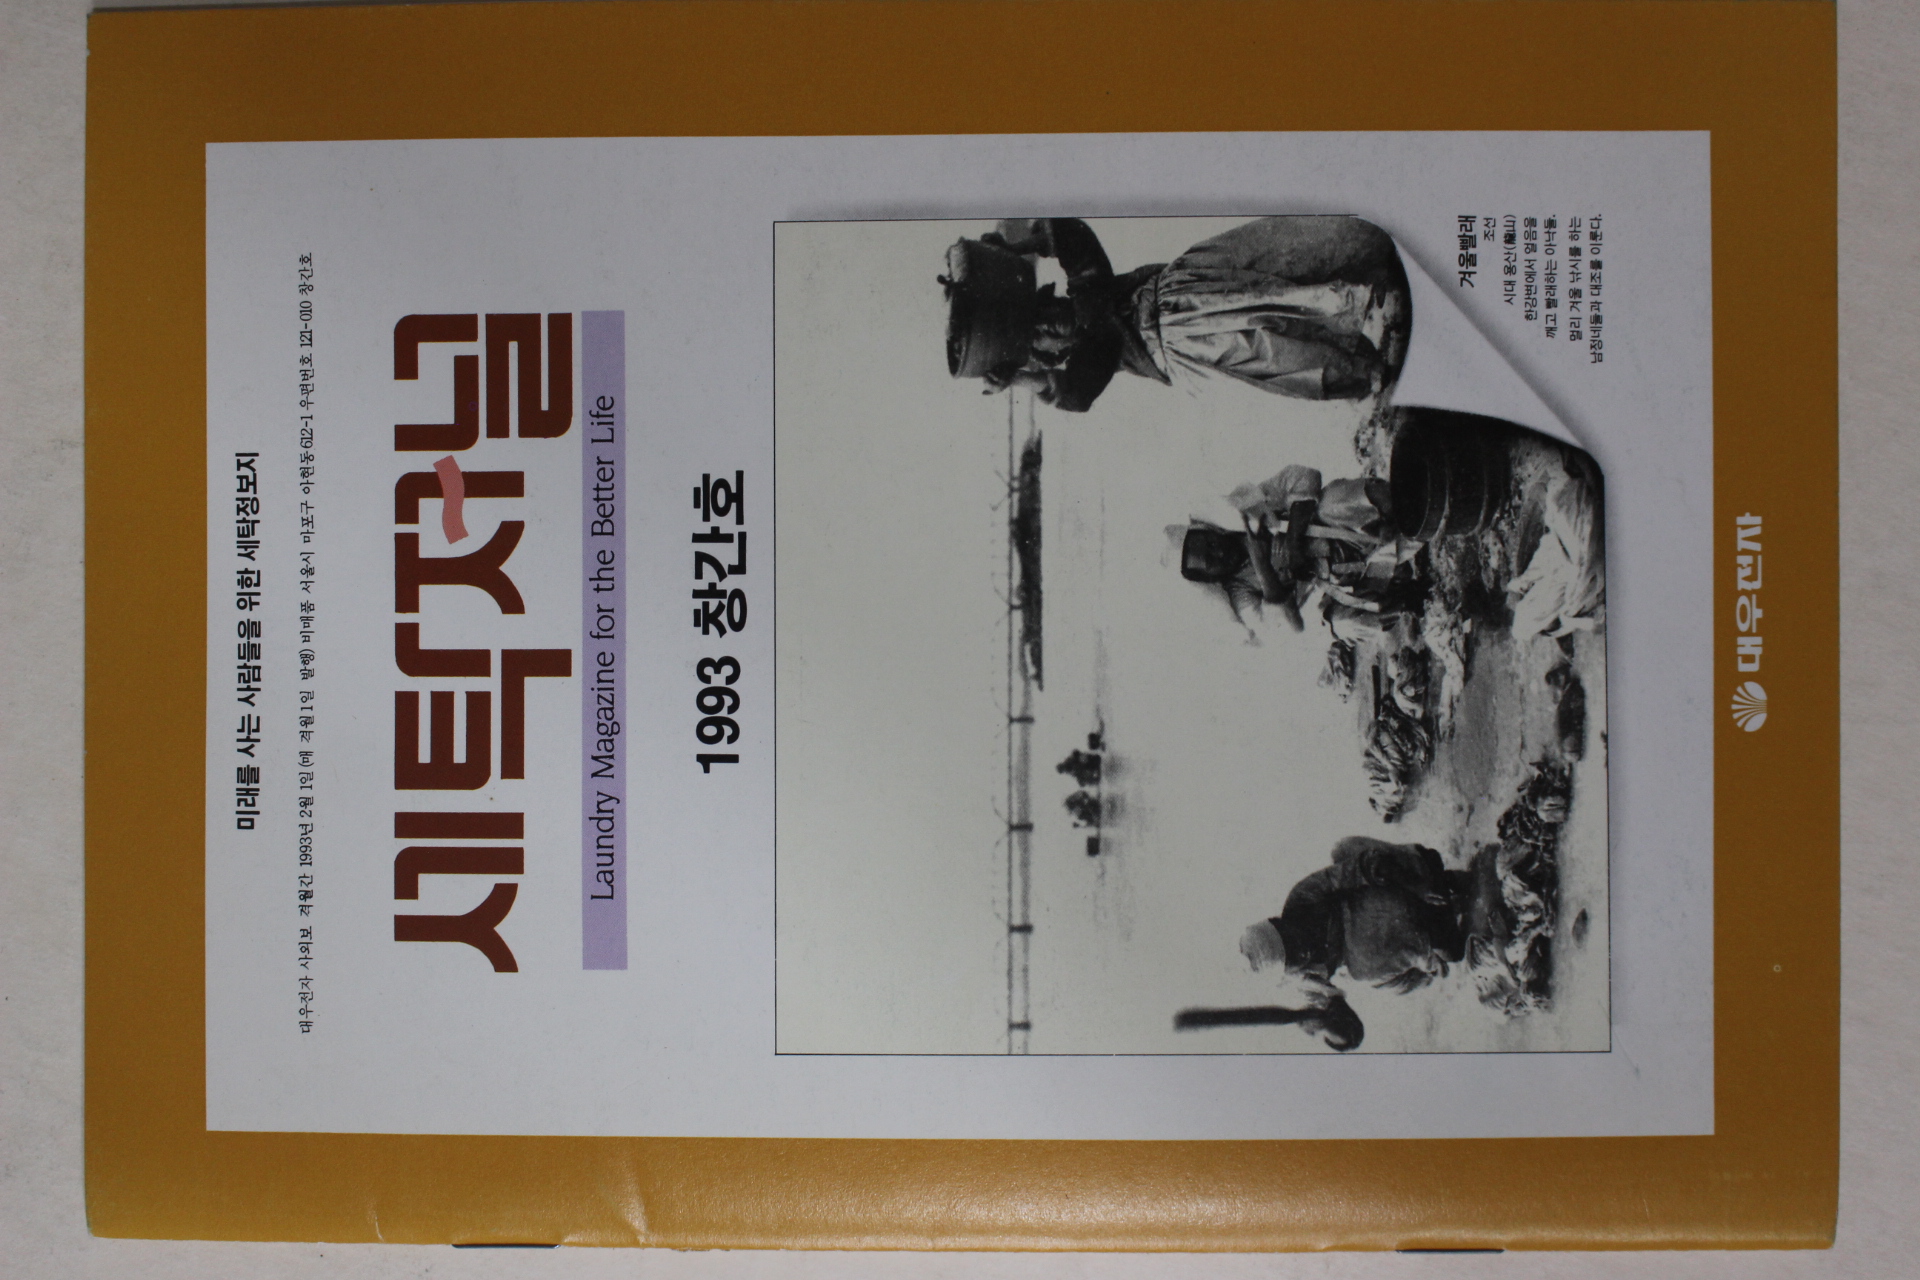 미래를 사는 사람들을 위한 세탁정보지
대우전자 사외보 격월간 1993년 2월 1일 (매 격월 1일 발행) 비매품 서울시 마포구 아현동 612-1 우편번호 121-010 창간호
세탁저널
Laundry Magazine for the Better Life
1993 창간호
겨울빨래
조선
시대 용산(龍山)
한강변에서 얼음을
깨고 빨래하는 아낙들.
멀리 겨울 낚시를 하는
남정네들과 대조를 이룬다.
대우전자